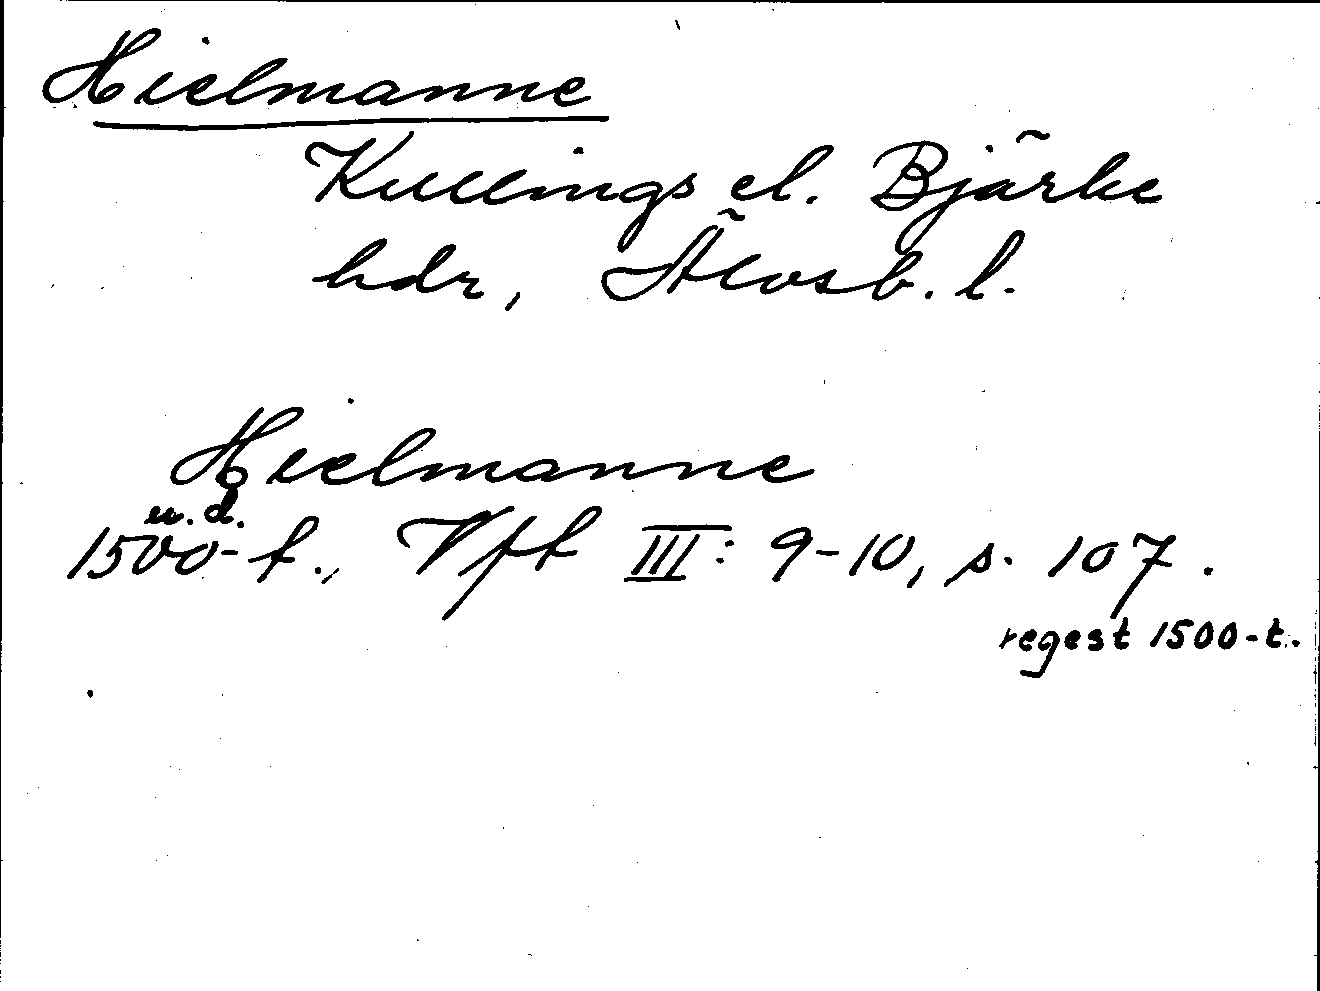 Hielmanne
Kullings el. Bjärke
hdr, Älvsb. l.
Hielmanne
u.d.
1500-t., Vft III: 9-10, s. 107.
regest 1500-t.